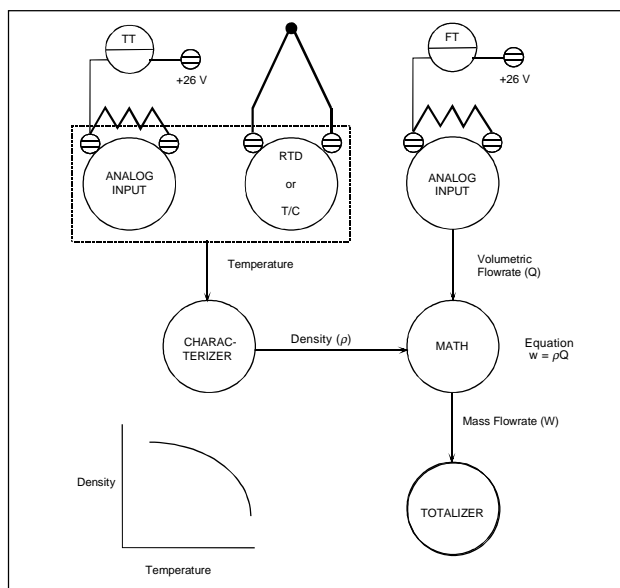 TT
FT
+26 V
+26 V
ANALOG
INPUT
RTD
or
T/C
ANALOG
INPUT
Temperature
Volumetric
Flowrate (Q)
CHARAC-
TERIZER
Density (ρ)
MATH
Equation
w = ρQ
Mass Flowrate (W)
Density
TOTALIZER
Temperature